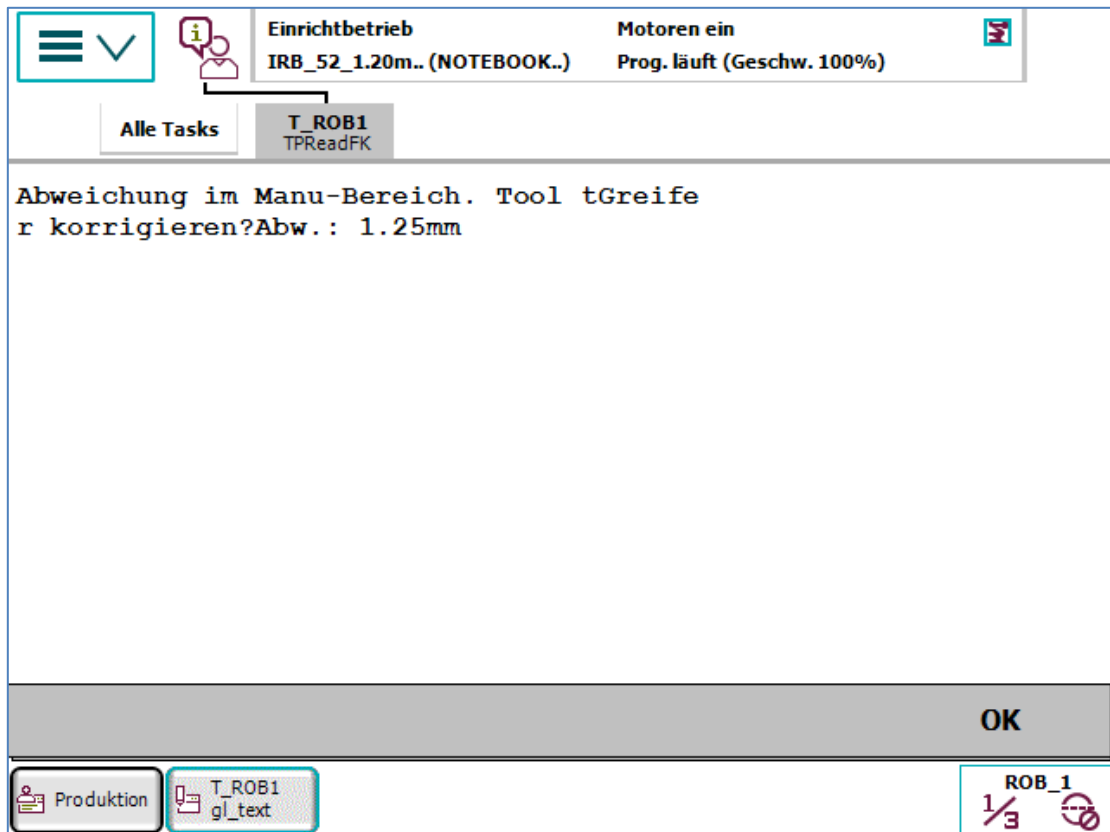 Einrichtbetrieb
Motoren ein
IRB_52_1.20m.. (NOTEBOOK..)
Prog. läuft (Geschw. 100%)
Alle Tasks
T_ROB1
TPReadFK
Abweichung im Manu-Bereich. Tool tGreife
r korrigieren?Abw.: 1.25mm
OK
Produktion
T_ROB1
gl_text
ROB_1
1/3